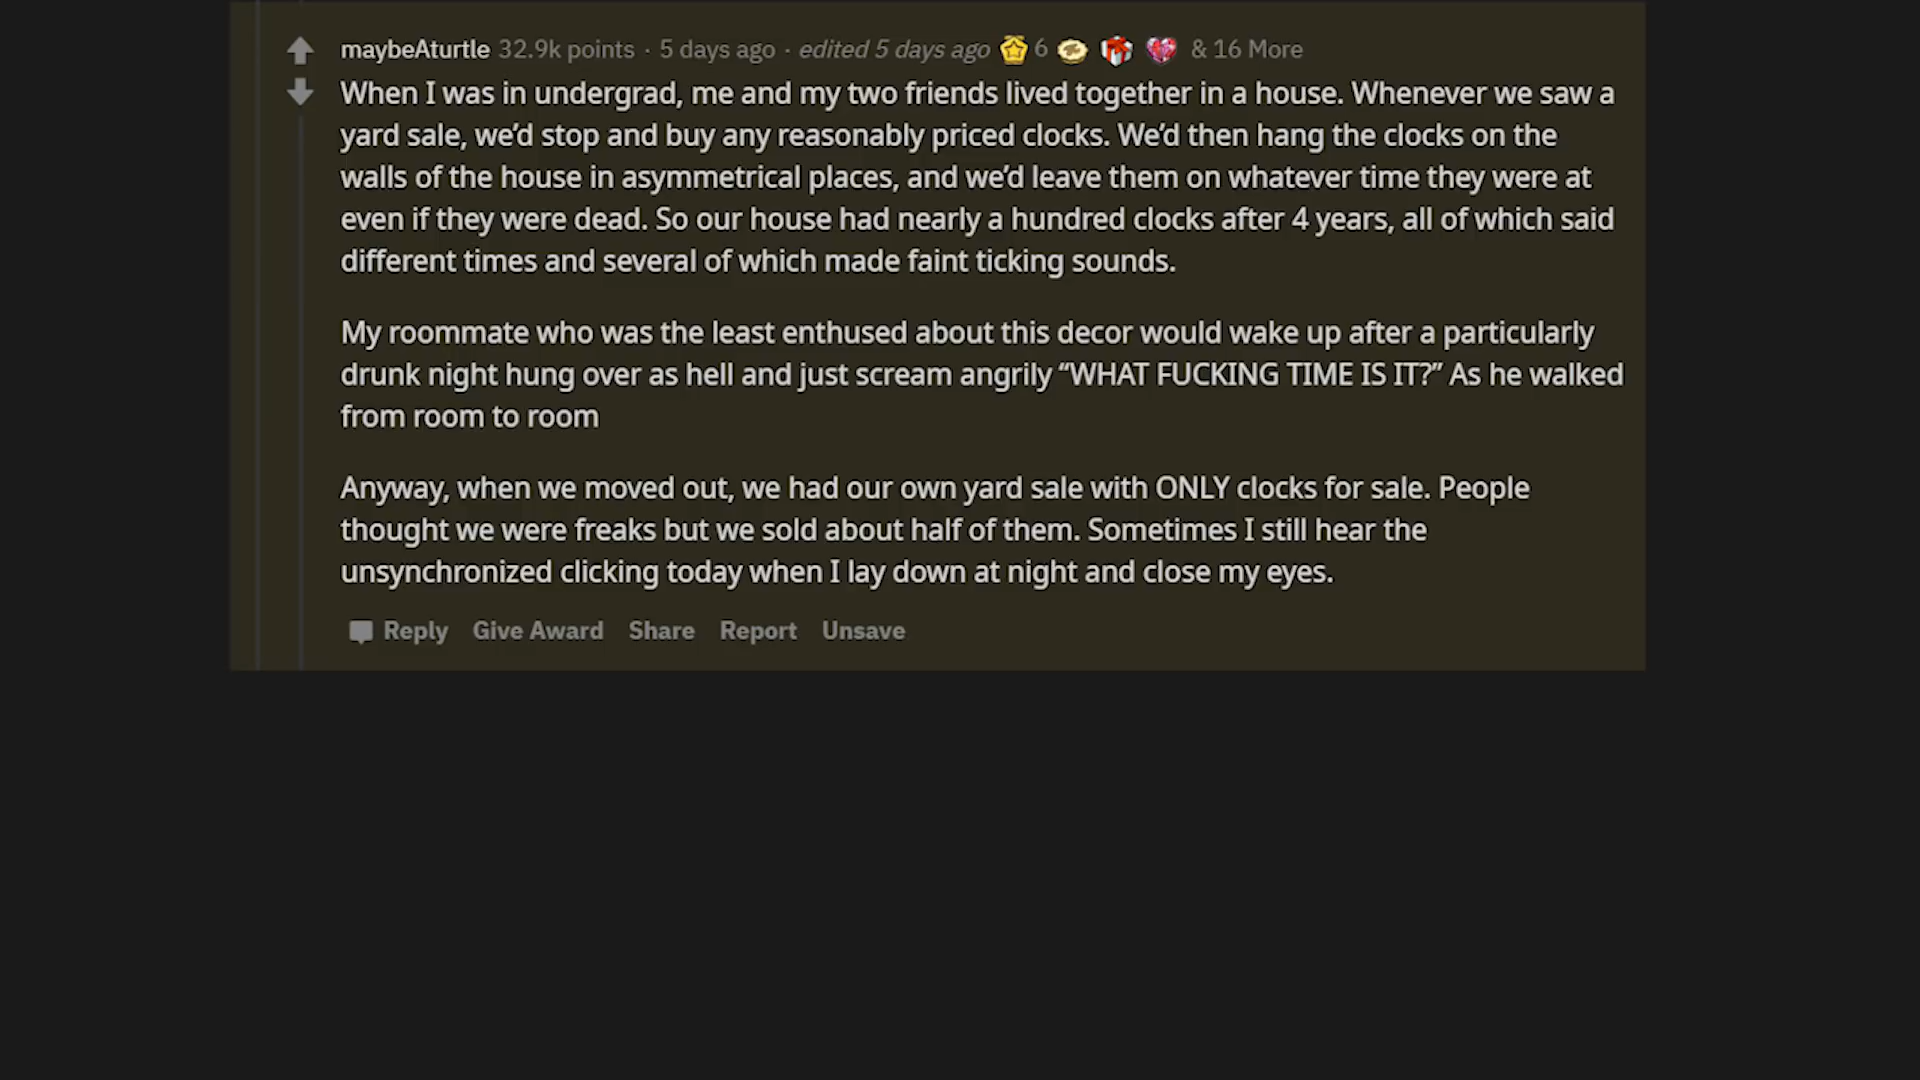 maybeAturtle 32.9k points · 5 days ago · edited 5 days ago 6 & 16 More
When I was in undergrad, me and my two friends lived together in a house. Whenever we saw a
yard sale, we’d stop and buy any reasonably priced clocks. We’d then hang the clocks on the
walls of the house in asymmetrical places, and we’d leave them on whatever time they were at
even if they were dead. So our house had nearly a hundred clocks after 4 years, all of which said
different times and several of which made faint ticking sounds.
My roommate who was the least enthused about this decor would wake up after a particularly
drunk night hung over as hell and just scream angrily “WHAT FUCKING TIME IS IT?” As he walked
from room to room
Anyway, when we moved out, we had our own yard sale with ONLY clocks for sale. People
thought we were freaks but we sold about half of them. Sometimes I still hear the
unsynchronized clicking today when I lay down at night and close my eyes.
Reply Give Award Share Report Unsave